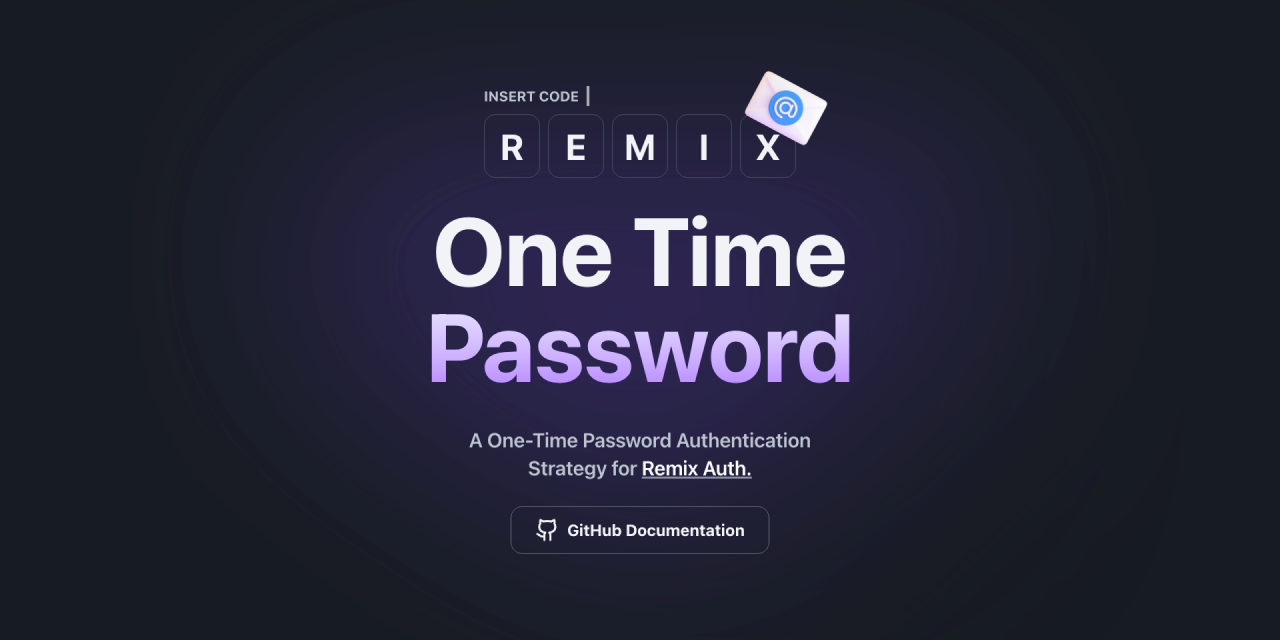 INSERT CODE
R E M I X
One Time
Password
A One-Time Password Authentication
Strategy for Remix Auth.
GitHub Documentation